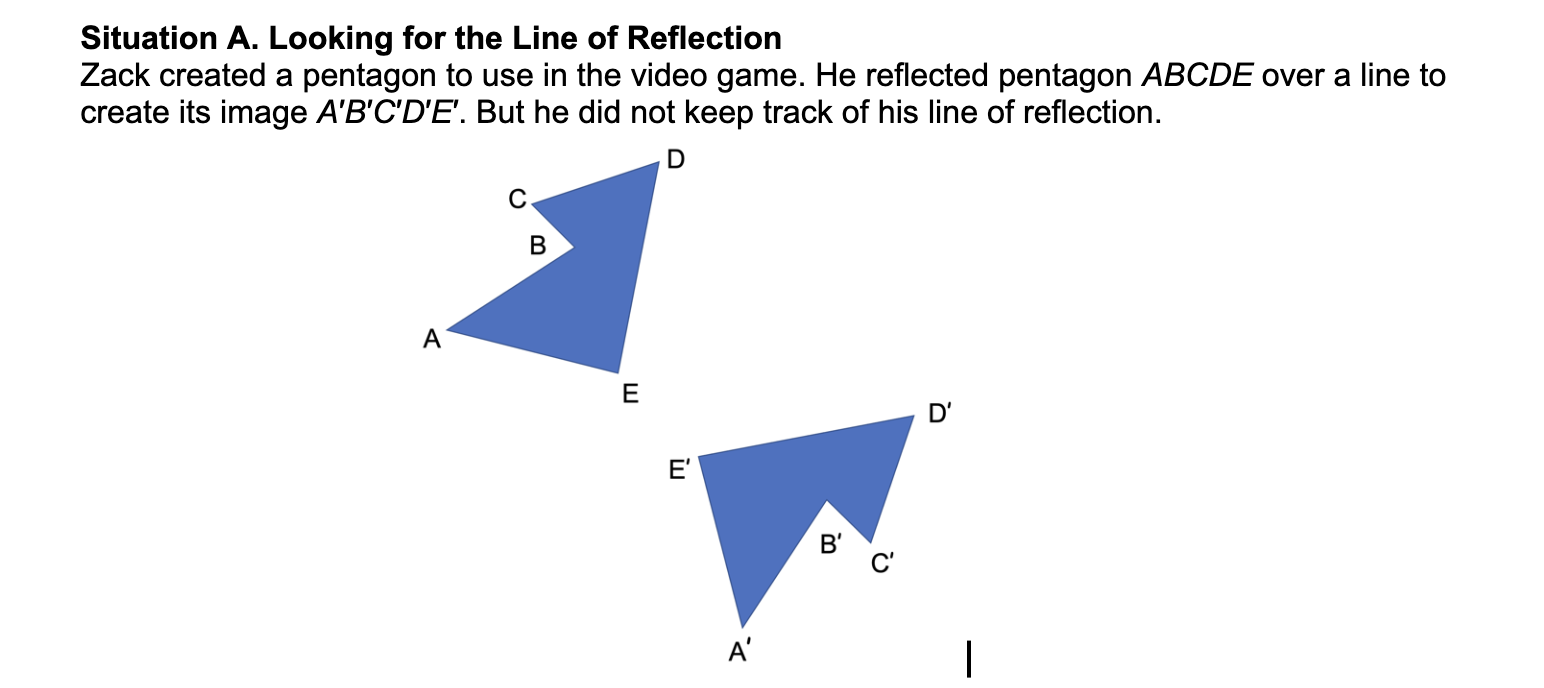 Situation A. Looking for the Line of Reflection
Zack created a pentagon to use in the video game. He reflected pentagon ABCDE over a line to
create its image A'B'C'D'E'. But he did not keep track of his line of reflection.
D
C
B
A
E
D'
E'
B'
C'
A'